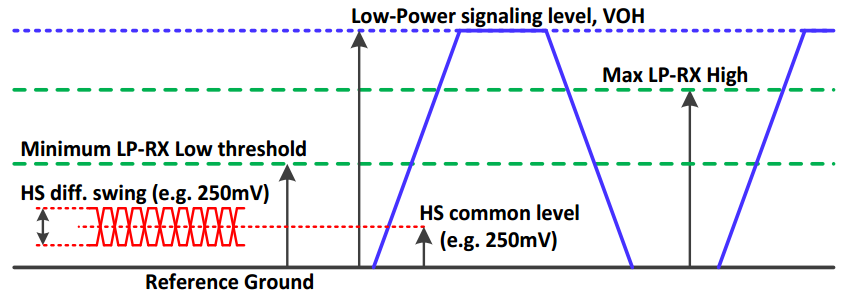 Low-Power signaling level, VOH
Max LP-RX High
Minimum LP-RX Low threshold
HS diff. swing (e.g. 250mV)
HS common level
(e.g. 250mV)
Reference Ground